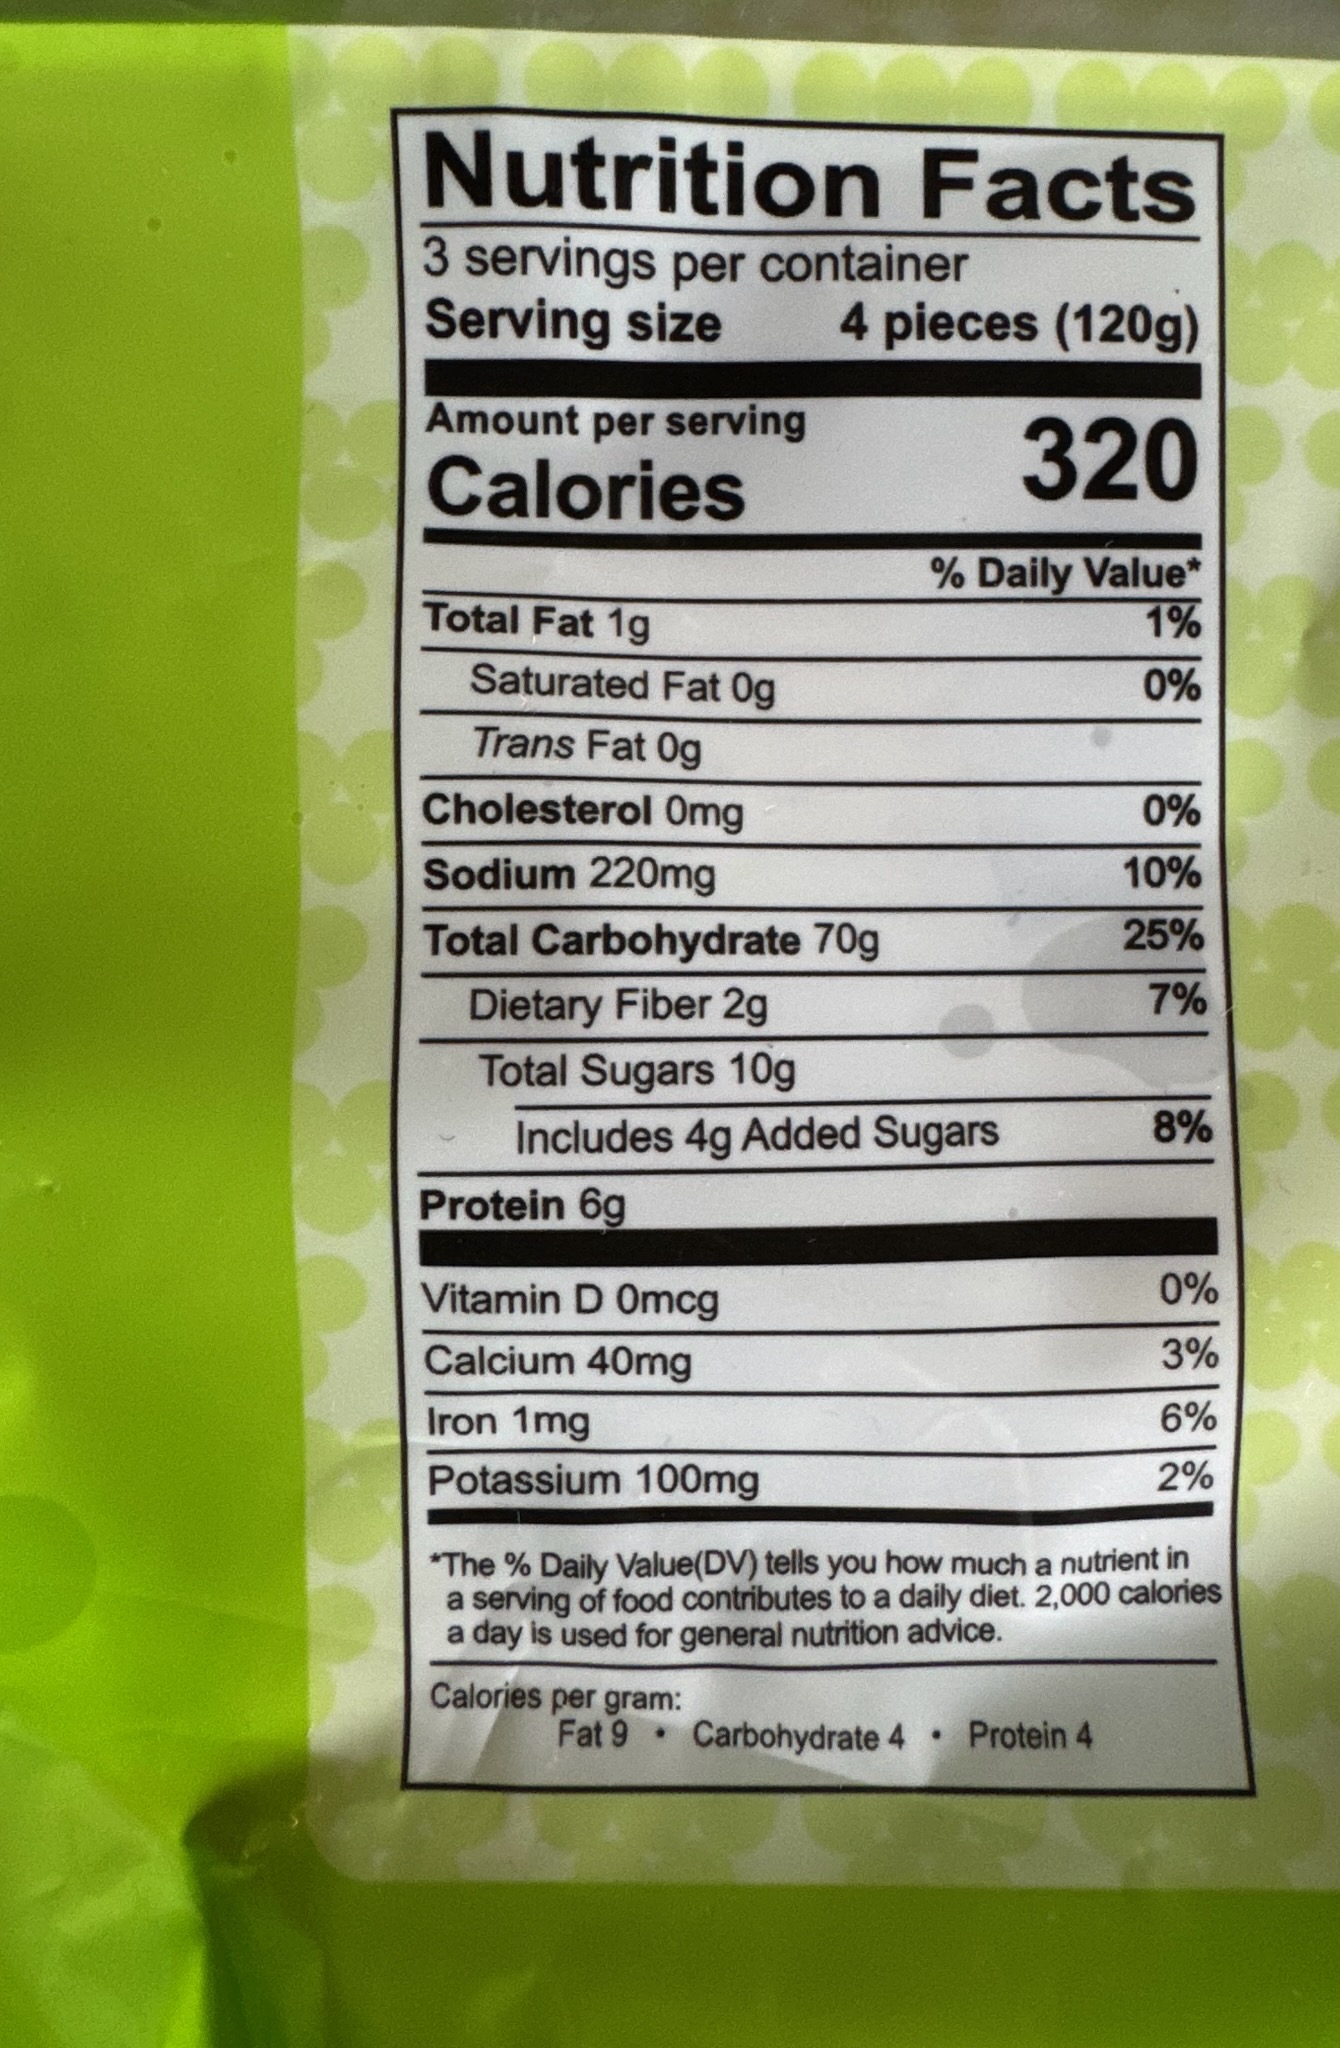 Nutrition Facts
3 servings per container
Serving size 4 pieces (120g)
Amount per serving
Calories 320
% Daily Value*
Total Fat 1g 1%
Saturated Fat 0g 0%
Trans Fat 0g
Cholesterol 0mg 0%
Sodium 220mg 10%
Total Carbohydrate 70g 25%
Dietary Fiber 2g 7%
Total Sugars 10g
Includes 4g Added Sugars 8%
Protein 6g
Vitamin D 0mcg 0%
Calcium 40mg 3%
Iron 1mg 6%
Potassium 100mg 2%
*The % Daily Value(DV) tells you how much a nutrient in
a serving of food contributes to a daily diet. 2,000 calories
a day is used for general nutrition advice.
Calories per gram:
Fat 9 • Carbohydrate 4 • Protein 4